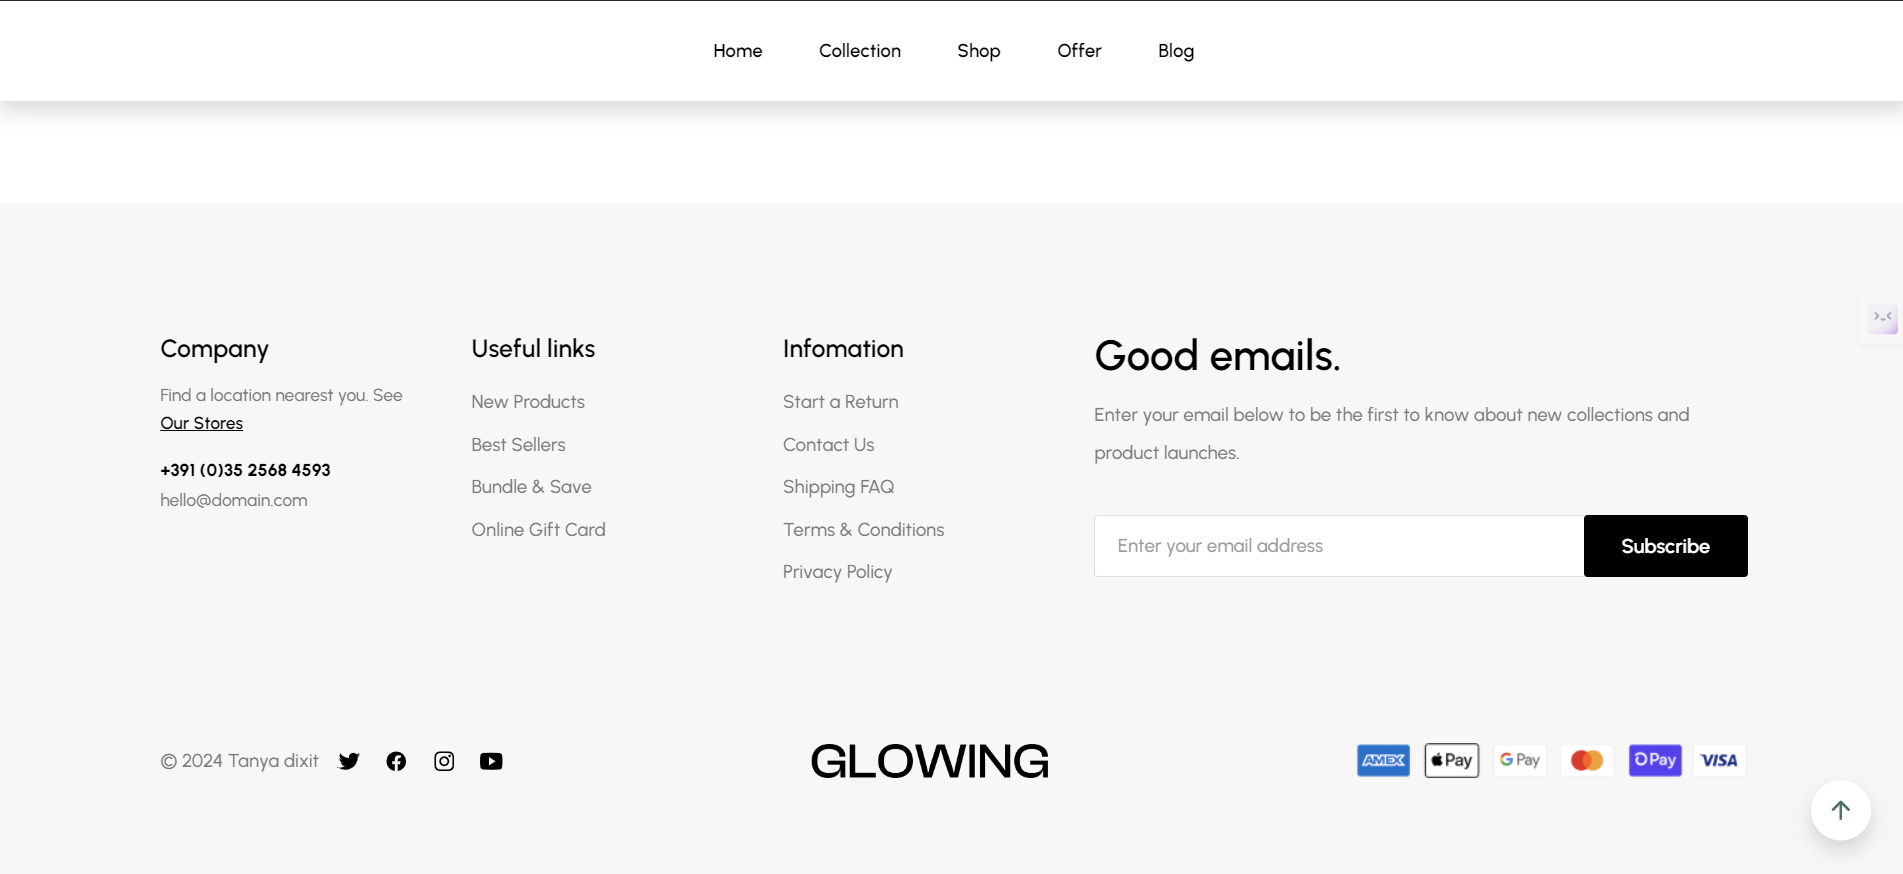 Home Collection Shop Offer Blog
Company
Find a location nearest you. See
Our Stores
+391 (0)35 2568 4593
hello@domain.com
Useful links
New Products
Best Sellers
Bundle & Save
Online Gift Card
Infomation
Start a Return
Contact Us
Shipping FAQ
Terms & Conditions
Privacy Policy
Good emails.
Enter your email below to be the first to know about new collections and
product launches.
Enter your email address
Subscribe
© 2024 Tanya dixit
GLOWING
AMEX
Pay
G Pay
Pay
VISA